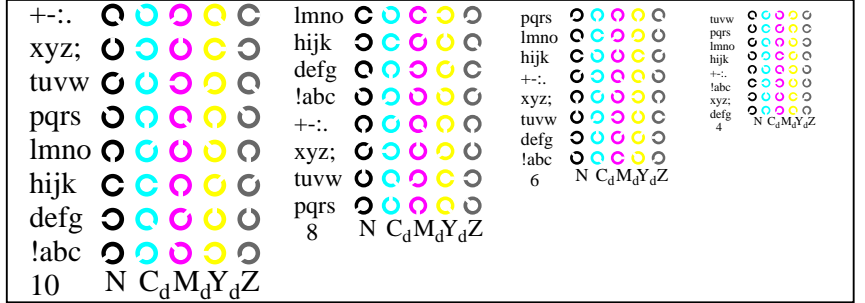 +-:.
xyz;
tuvw
pqrs
lmno
hijk
defg
!abc
10 N CdMdYdZ
lmno
hijk
defg
!abc
+-:.
xyz;
tuvw
pqrs
8 N CdMdYdZ
pqrs
lmno
hijk
+-:.
xyz;
tuvw
defg
!abc
6 N CdMdYdZ
tuvw
pqrs
lmno
hijk
+-:.
!abc
xyz;
defg
4 N CdMdYdZ